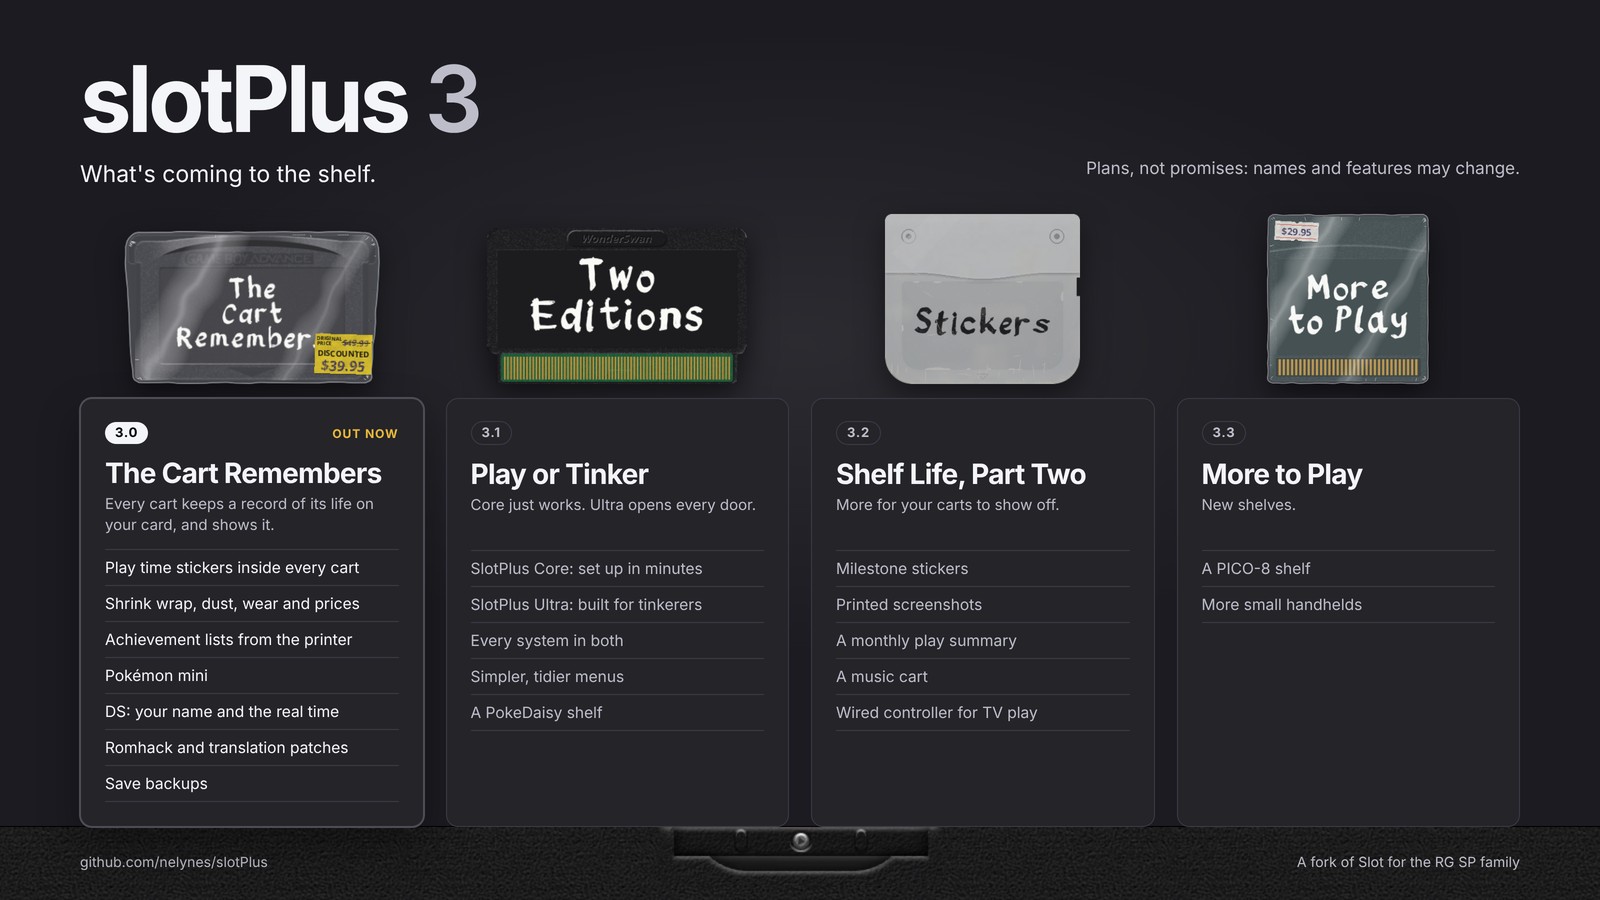 slotPlus 3
What's coming to the shelf.
Plans, not promises: names and features may change.
GAME BOY ADVANCE
The
Cart
Remember
ORIGINAL
PRICE $49.99
DISCOUNTED
$39.95
WonderSwan
Two
Editions
Stickers
$29.95
More
to Play
3.0
OUT NOW
The Cart Remembers
Every cart keeps a record of its life on
your card, and shows it.
Play time stickers inside every cart
Shrink wrap, dust, wear and prices
Achievement lists from the printer
Pokémon mini
DS: your name and the real time
Romhack and translation patches
Save backups
3.1
Play or Tinker
Core just works. Ultra opens every door.
SlotPlus Core: set up in minutes
SlotPlus Ultra: built for tinkerers
Every system in both
Simpler, tidier menus
A PokeDaisy shelf
3.2
Shelf Life, Part Two
More for your carts to show off.
Milestone stickers
Printed screenshots
A monthly play summary
A music cart
Wired controller for TV play
3.3
More to Play
New shelves.
A PICO-8 shelf
More small handhelds
github.com/nelynes/slotPlus
A fork of Slot for the RG SP family